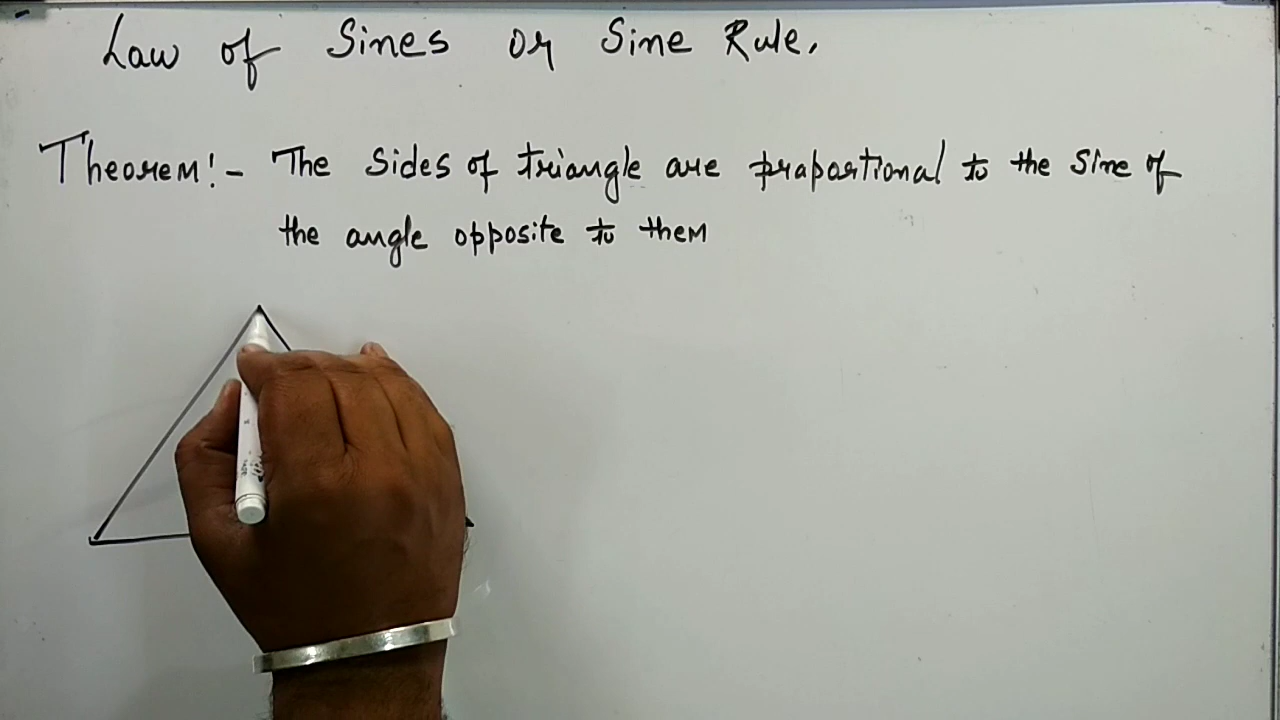 Law of Sines or Sine Rule.
Theorem:- The Sides of triangle are propartional to the Sine of
the angle opposite to them